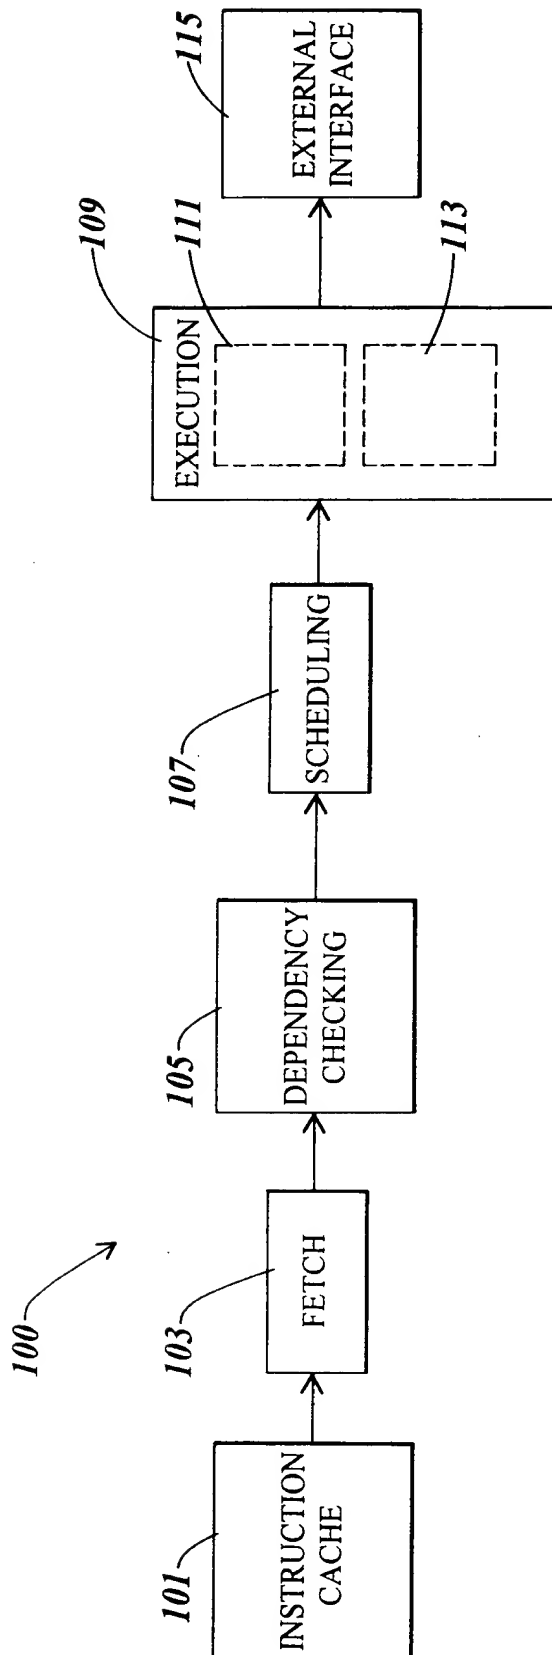 100
101
INSTRUCTION
CACHE
103
FETCH
105
DEPENDENCY
CHECKING
107
SCHEDULING
109
EXECUTION
111
113
115
EXTERNAL
INTERFACE